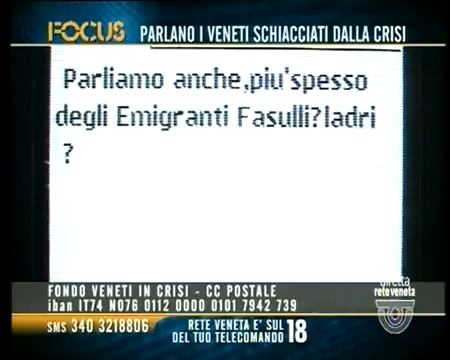 FOCUS PARLANO I VENETI SCHIACCIATI DALLA CRISI
Parliamo anche,piu'spesso
degli Emigranti Fasulli?ladri
?
FONDO VENETI IN CRISI - CC POSTALE
iban IT74 N076 0112 0000 0101 7942 739
diretta
reteveneta
SMS 340 3218806
RETE VENETA E' SUL
DEL TUO TELECOMANDO 18